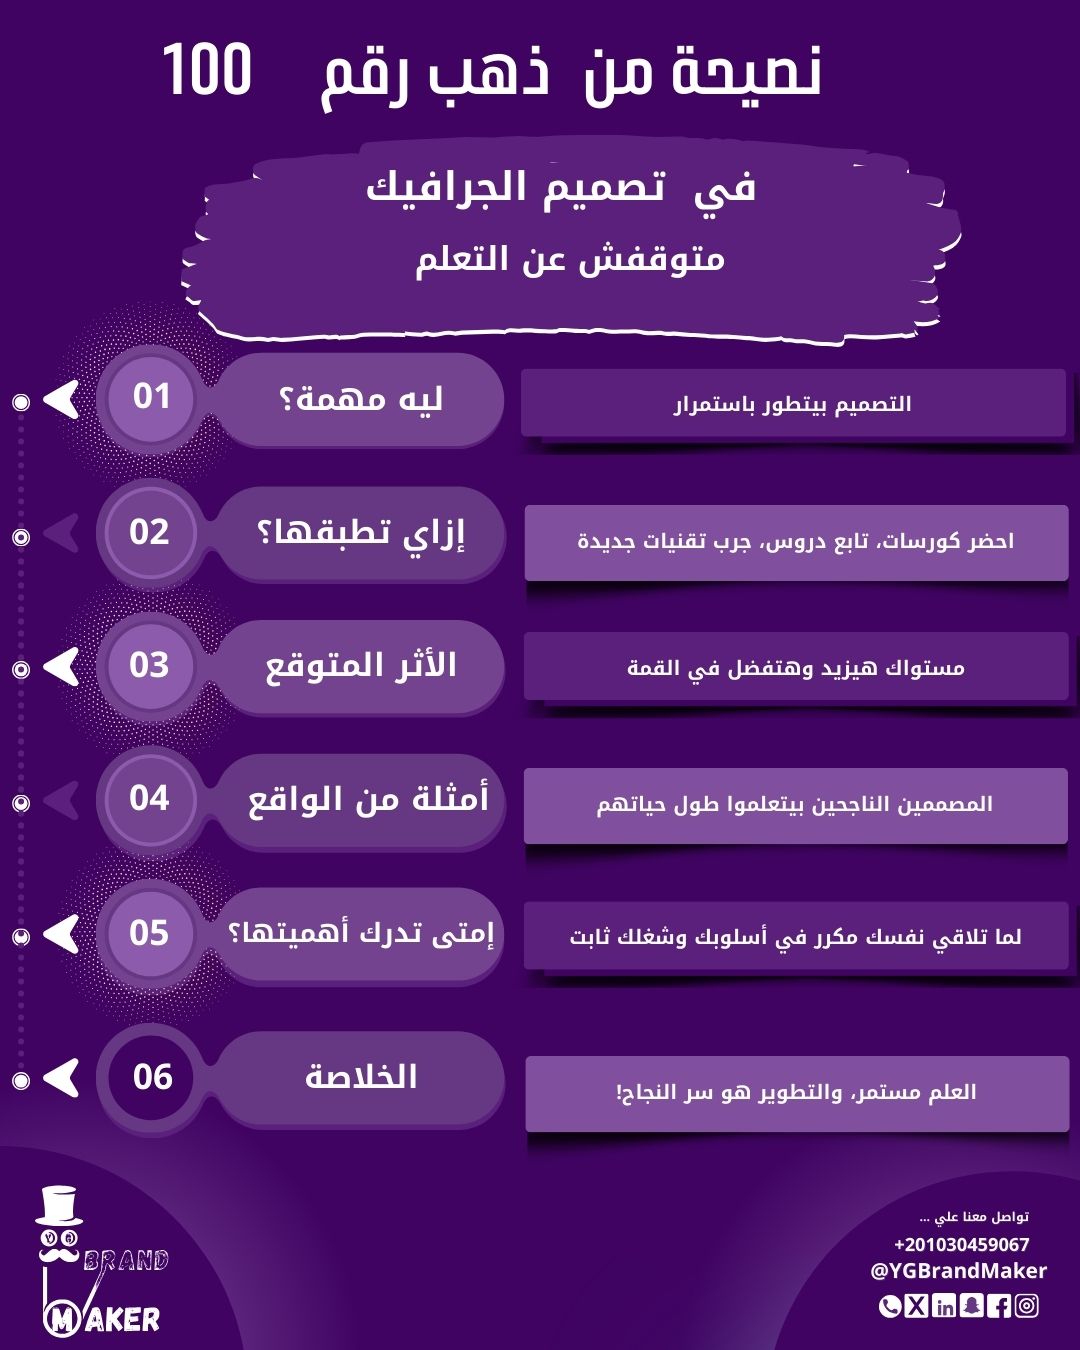 نصيحة من ذهب رقم 100
في تصميم الجرافيك
متوقفش عن التعلم
01
ليه مهمة؟
التصميم بيتطور باستمرار
02
إزاي تطبقها؟
احضر كورسات، تابع دروس، جرب تقنيات جديدة
03
الأثر المتوقع
مستواك هيزيد وهتفضل في القمة
04
أمثلة من الواقع
المصممين الناجحين بيتعلموا طول حياتهم
05
إمتى تدرك أهميتها؟
لما تلاقي نفسك مكرر في أسلوبك وشغلك ثابت
06
الخلاصة
العلم مستمر، والتطوير هو سر النجاح!
YG
BRAND
MAKER
تواصل معنا علي ...
+201030459067
@YGBrandMaker